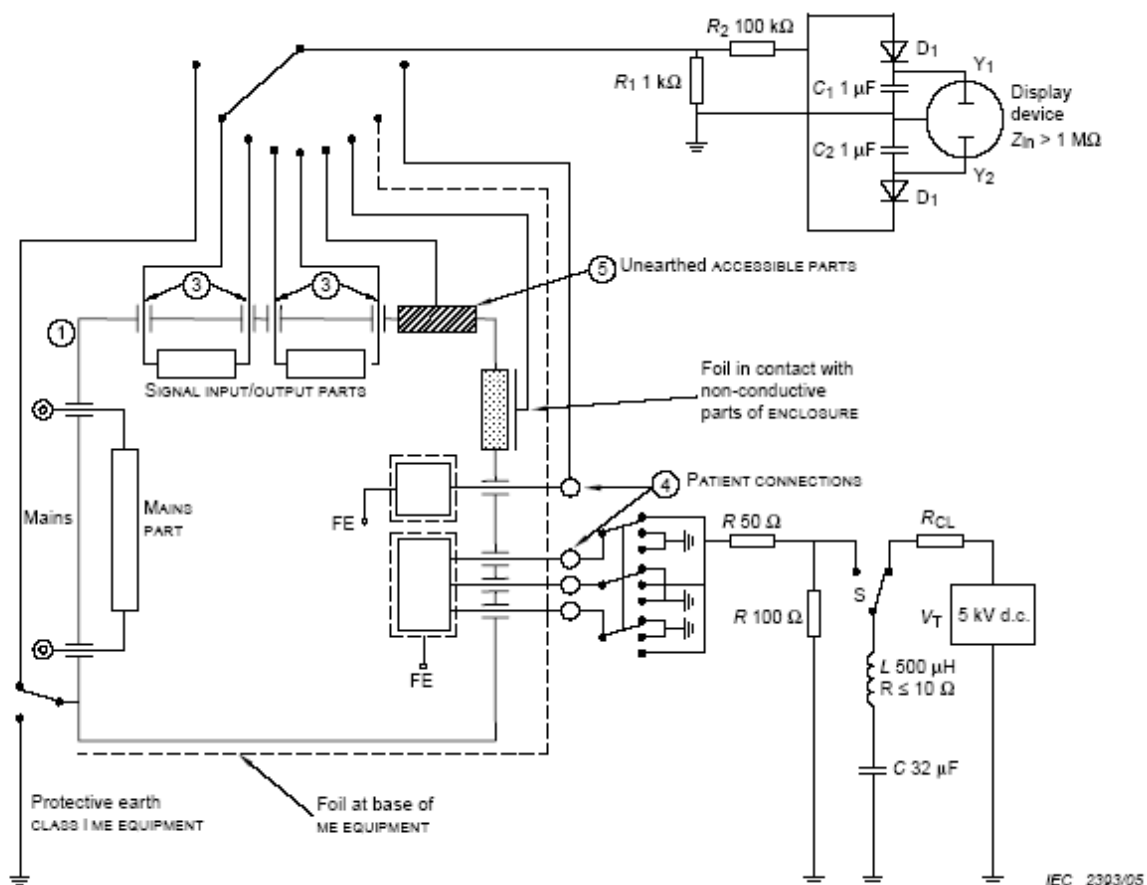 R2 100 kΩ
D1
Y1
R1 1 kΩ
C1 1 µF
Display
device
Zin > 1 MΩ
C2 1 µF
Y2
D1
5 Unearthed ACCESSIBLE PARTS
3
3
1
SIGNAL INPUT/OUTPUT PARTS
Foil in contact with
non-conductive
parts of ENCLOSURE
4 PATIENT CONNECTIONS
FE
Mains
MAINS
PART
R 50 Ω
RCL
S
R 100 Ω
VT
5 kV d.c.
FE
L 500 µH
R ≤ 10 Ω
C 32 µF
Protective earth
CLASS I ME EQUIPMENT
Foil at base of
ME EQUIPMENT
IEC 2393/05